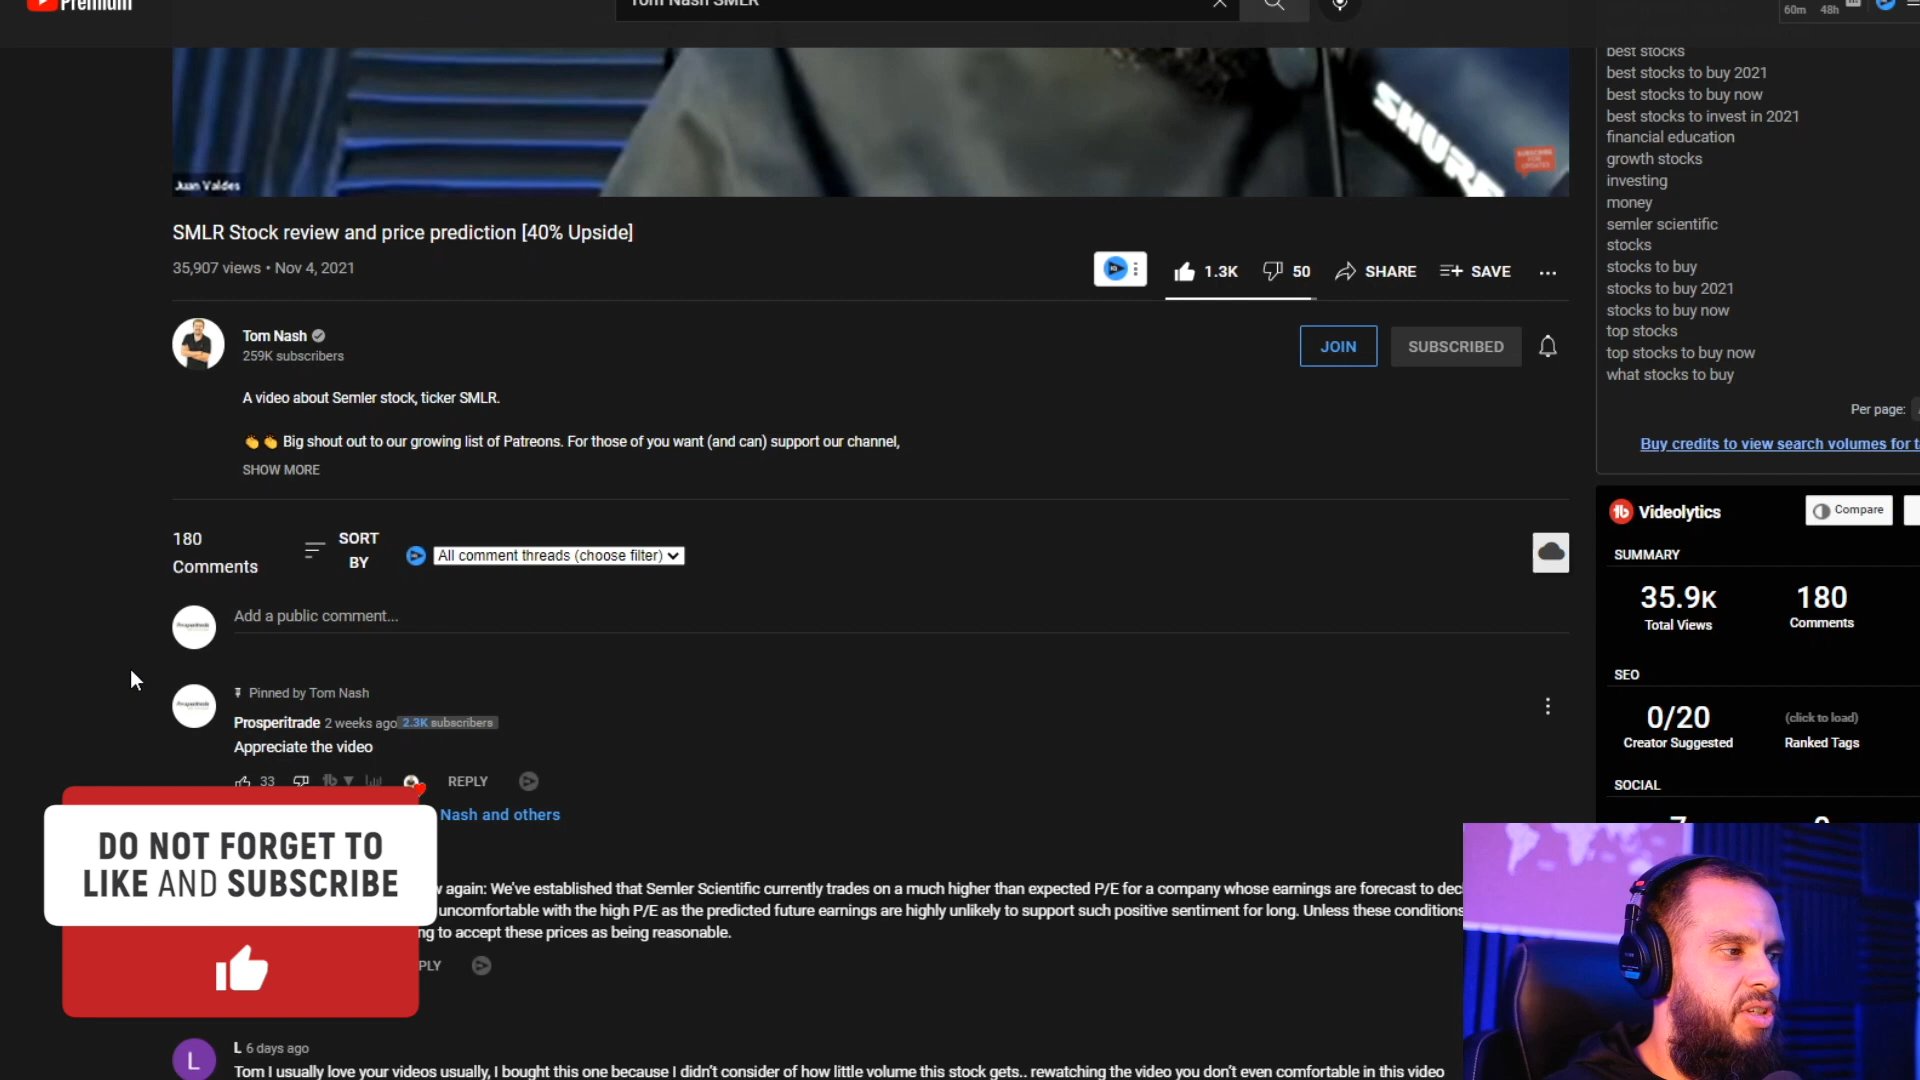 Premium
Tom Nash SMLR
60m 48h
best stocks
best stocks to buy 2021
best stocks to buy now
best stocks to invest in 2021
financial education
growth stocks
investing
money
semler scientific
stocks
stocks to buy
stocks to buy 2021
stocks to buy now
top stocks
top stocks to buy now
what stocks to buy
Per page:
Buy credits to view search volumes for
SHURE
SUBSCRIBE FOR UPDATES
Juan Valdes
SMLR Stock review and price prediction [40% Upside]
35,907 views • Nov 4, 2021
1.3K 50 SHARE SAVE
Tom Nash
259K subscribers
JOIN SUBSCRIBED
A video about Semler stock, ticker SMLR.
👏 👏 Big shout out to our growing list of Patreons. For those of you want (and can) support our channel,
SHOW MORE
180
Comments
SORT
BY
All comment threads (choose filter)
Add a public comment...
Pinned by Tom Nash
Prosperitrade 2 weeks ago 2.3K subscribers
Appreciate the video
33 REPLY
Nash and others
again: We've established that Semler Scientific currently trades on a much higher than expected P/E for a company whose earnings are forecast to
uncomfortable with the high P/E as the predicted future earnings are highly unlikely to support such positive sentiment for long. Unless these conditions
to accept these prices as being reasonable.
L
L 6 days ago
Tom I usually love your videos usually, I bought this one because I didn't consider of how little volume this stock gets.. rewatching the video you don't even comfortable in this video
DO NOT FORGET TO
LIKE AND SUBSCRIBE
Videolytics
Compare
SUMMARY
35.9K 180
Total Views Comments
SEO
0/20 (click to load)
Creator Suggested Ranked Tags
SOCIAL